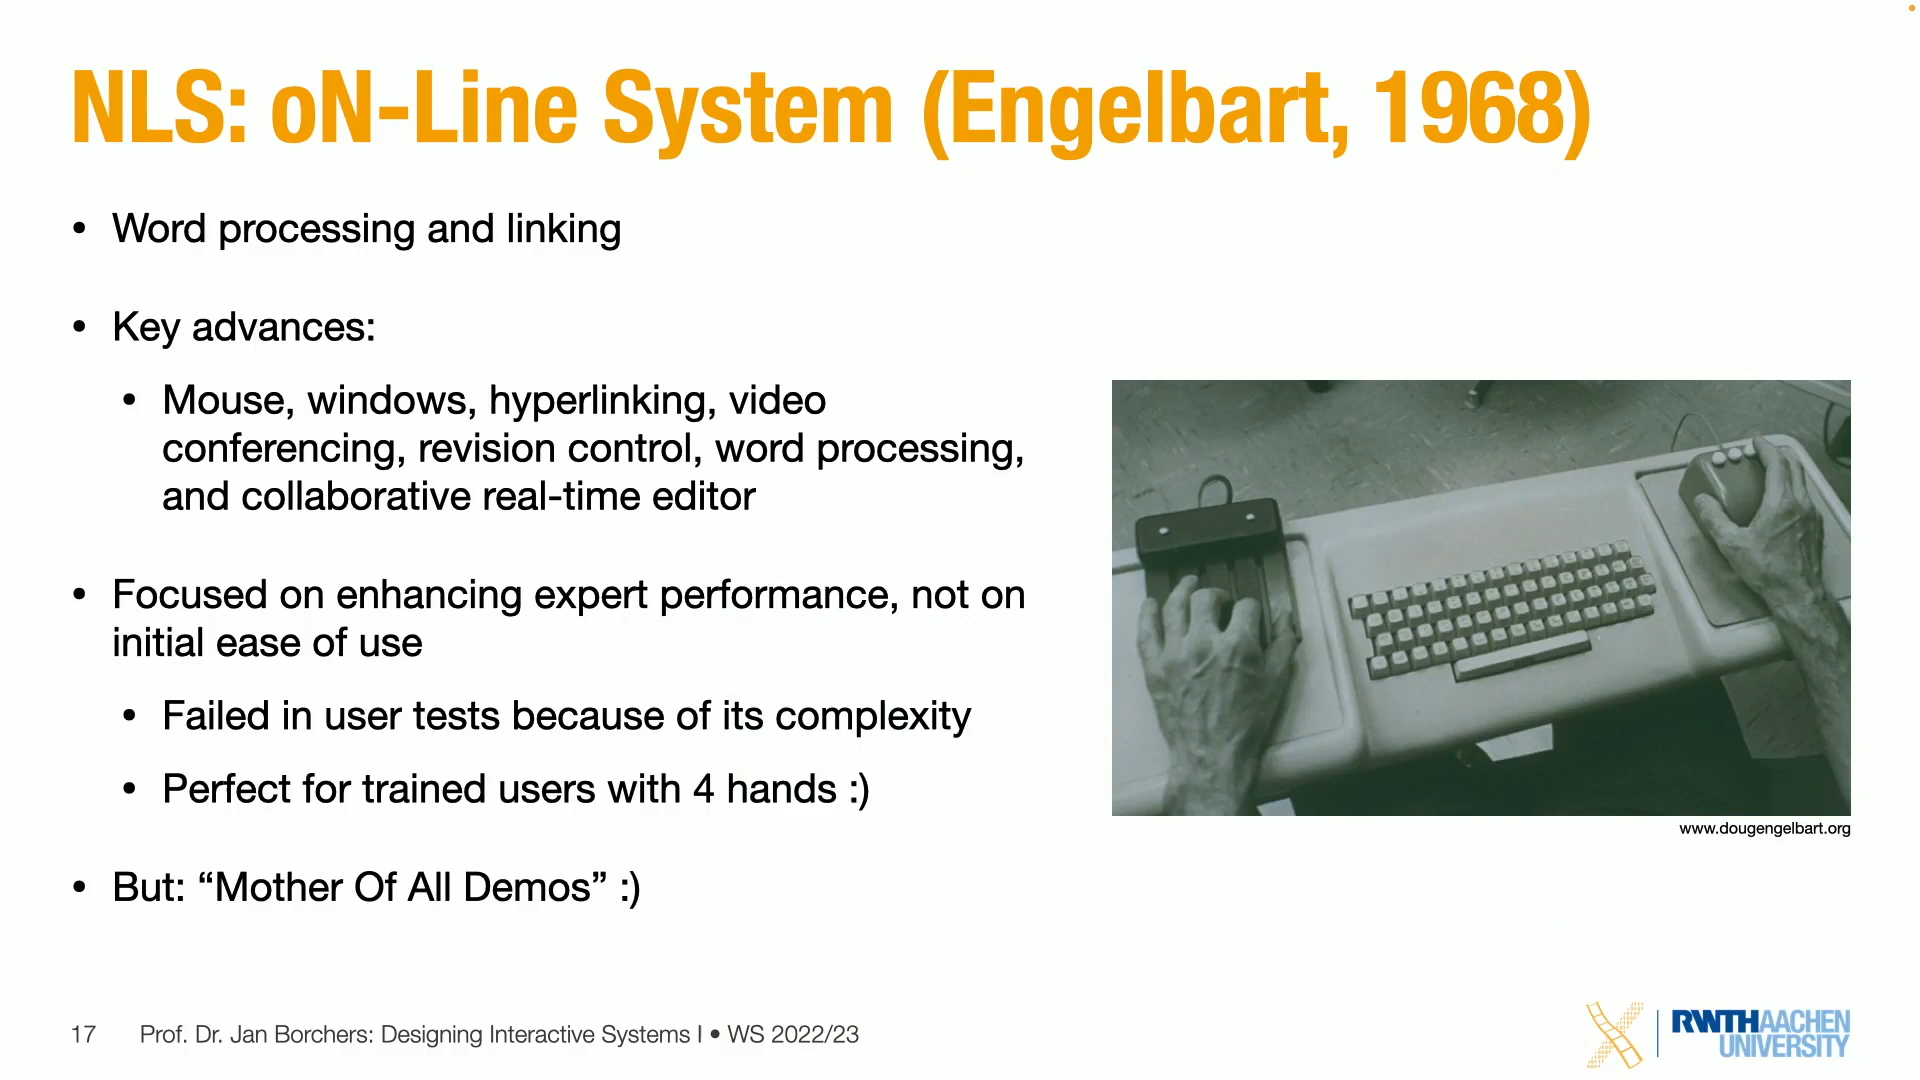 NLS: oN-Line System (Engelbart, 1968)
• Word processing and linking
• Key advances:
• Mouse, windows, hyperlinking, video
conferencing, revision control, word processing,
and collaborative real-time editor
• Focused on enhancing expert performance, not on
initial ease of use
• Failed in user tests because of its complexity
• Perfect for trained users with 4 hands :)
• But: “Mother Of All Demos” :)
www.dougengelbart.org
17 Prof. Dr. Jan Borchers: Designing Interactive Systems I • WS 2022/23
RWTHAACHEN
UNIVERSITY